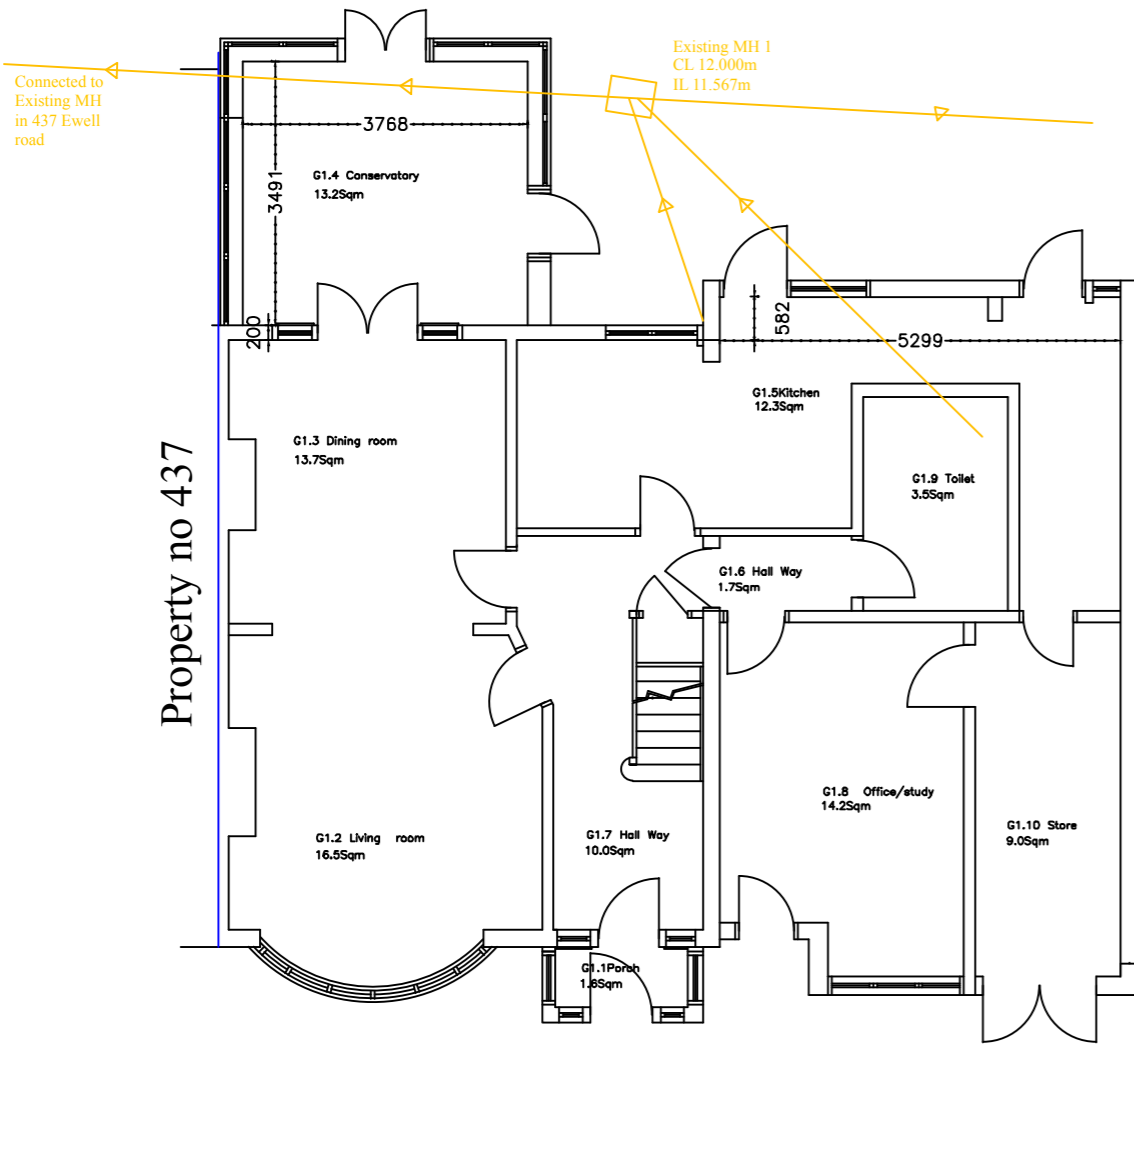 Existing MH 1
CL 12.000m
IL 11.567m
Connected to
Existing MH
in 437 Ewell
road
3768
3491
G1.4 Conservatory
13.2Sqm
200
582
5299
G1.5Kitchen
12.3Sqm
G1.3 Dining room
13.7Sqm
G1.9 Toilet
3.5Sqm
Property no 437
G1.6 Hall Way
1.7Sqm
G1.8 Office/study
14.2Sqm
G1.10 Store
9.0Sqm
G1.2 Living room
16.5Sqm
G1.7 Hall Way
10.0Sqm
G1.1Porch
1.6Sqm